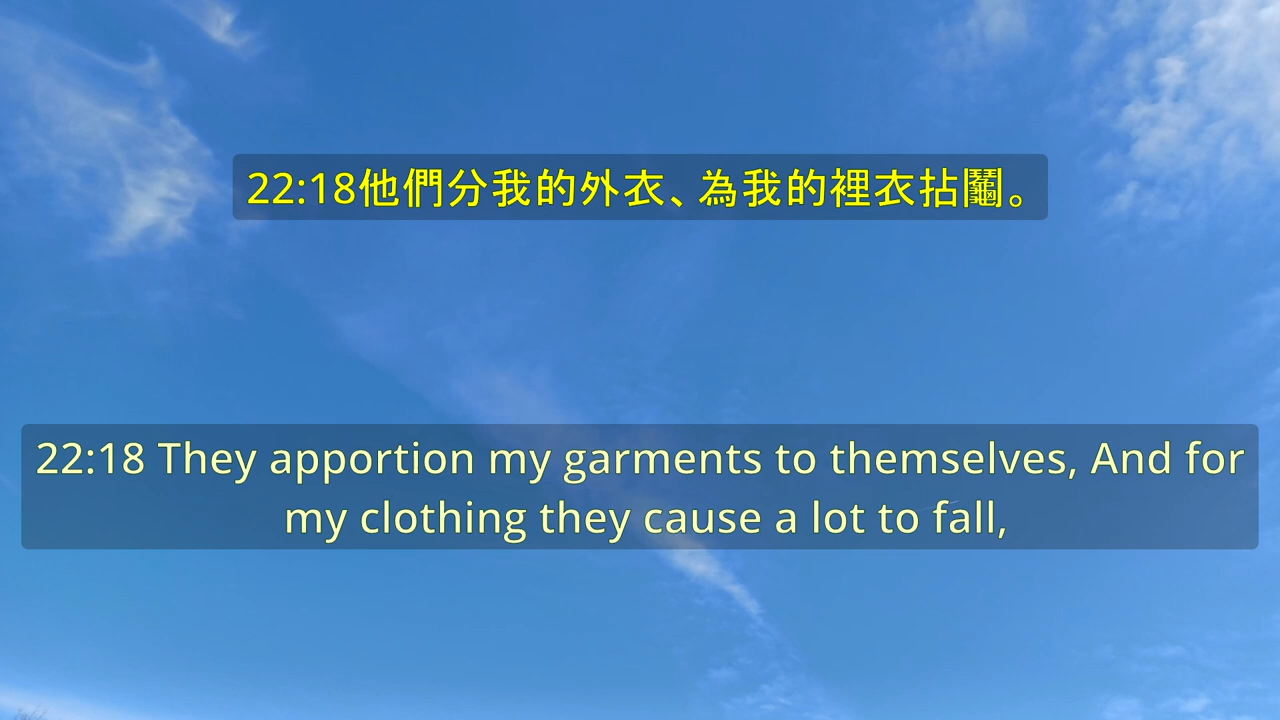 22:18他們分我的外衣、為我的裡衣拈鬮。
22:18 They apportion my garments to themselves, And for
my clothing they cause a lot to fall,